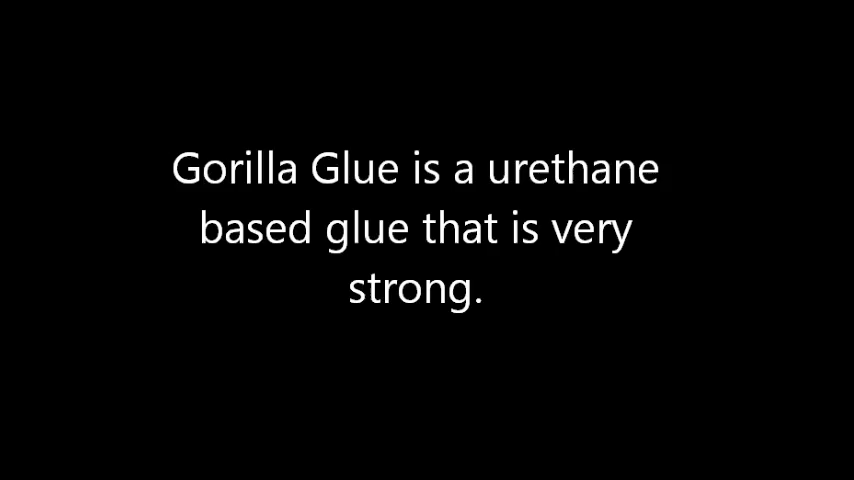 Gorilla Glue is a urethane
based glue that is very
strong.